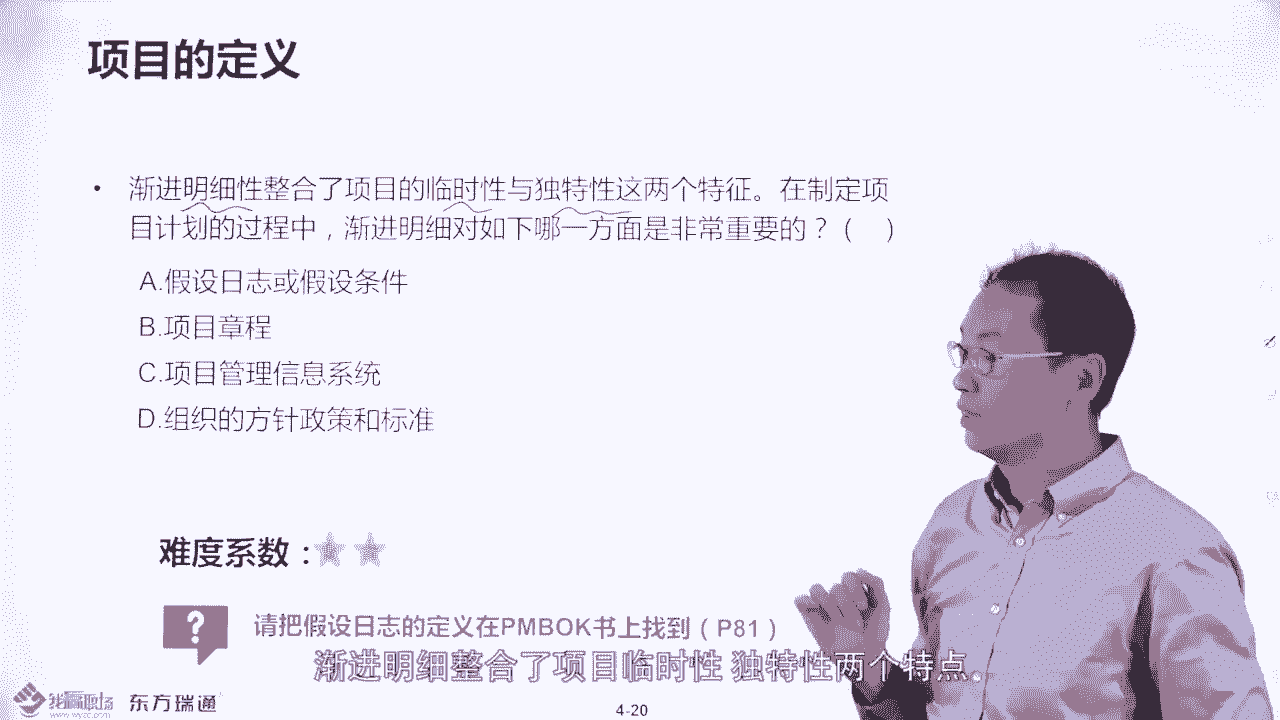 项目的定义
• 渐进明细性整合了项目的临时性与独特性这两个特征。在制定项
目计划的过程中，渐进明细对如下哪一方面是非常重要的？（ ）
A.假设日志或假设条件
B.项目章程
C.项目管理信息系统
D.组织的方针政策和标准
难度系数：
? 请把假设日志的定义在PMBOK书上找到（P81）
渐进明细整合了项目临时性 独特性两个特点。
东方瑞通
4-20